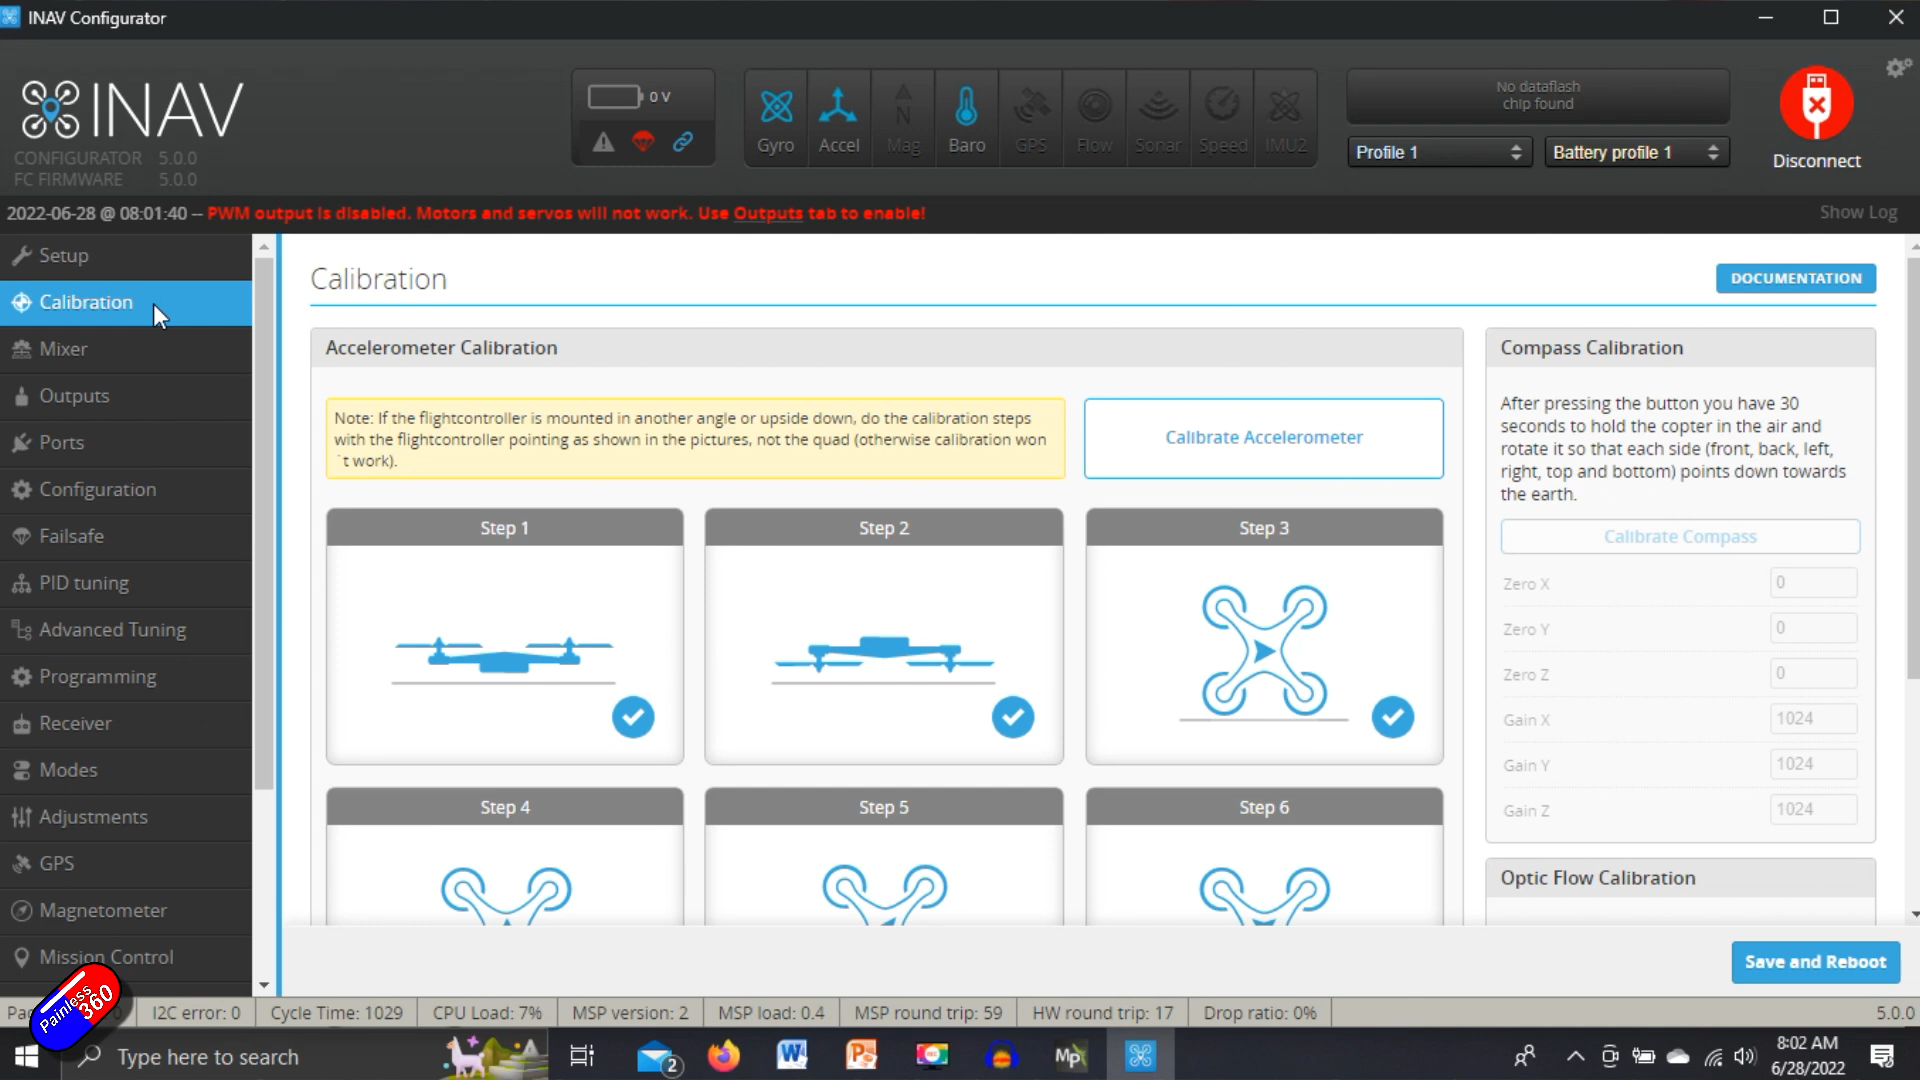 INAV Configurator
INAV
CONFIGURATOR 5.0.0
FC FIRMWARE 5.0.0
0 V
Gyro
Accel
Mag
Baro
GPS
Flow
Sonar
Speed
IMU2
No dataflash
chip found
Profile 1
Battery profile 1
Disconnect
2022-06-28 @ 08:01:40 -- PWM output is disabled. Motors and servos will not work. Use Outputs tab to enable!
Show Log
Setup
Calibration
Mixer
Outputs
Ports
Configuration
Failsafe
PID tuning
Advanced Tuning
Programming
Receiver
Modes
Adjustments
GPS
Magnetometer
Mission Control
Calibration
DOCUMENTATION
Accelerometer Calibration
Note: If the flightcontroller is mounted in another angle or upside down, do the calibration steps
with the flightcontroller pointing as shown in the pictures, not the quad (otherwise calibration won
´t work).
Calibrate Accelerometer
Step 1
Step 2
Step 3
Step 4
Step 5
Step 6
Compass Calibration
After pressing the button you have 30
seconds to hold the copter in the air and
rotate it so that each side (front, back, left,
right, top and bottom) points down towards
the earth.
Calibrate Compass
Zero X 0
Zero Y 0
Zero Z 0
Gain X 1024
Gain Y 1024
Gain Z 1024
Optic Flow Calibration
Save and Reboot
Painless 360
I2C error: 0
Cycle Time: 1029
CPU Load: 7%
MSP version: 2
MSP load: 0.4
MSP round trip: 59
HW round trip: 17
Drop ratio: 0%
5.0.0
Type here to search
2
Mp
8:02 AM
6/28/2022